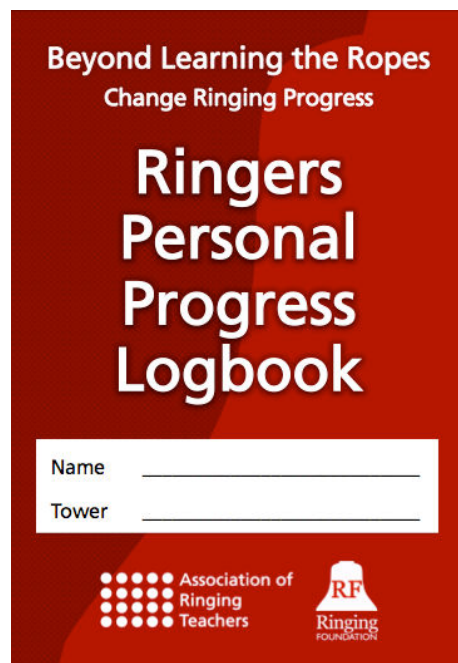 Beyond Learning the Ropes
Change Ringing Progress
Ringers
Personal
Progress
Logbook
Name
Tower
Association of
Ringing
Teachers
RF
Ringing
FOUNDATION